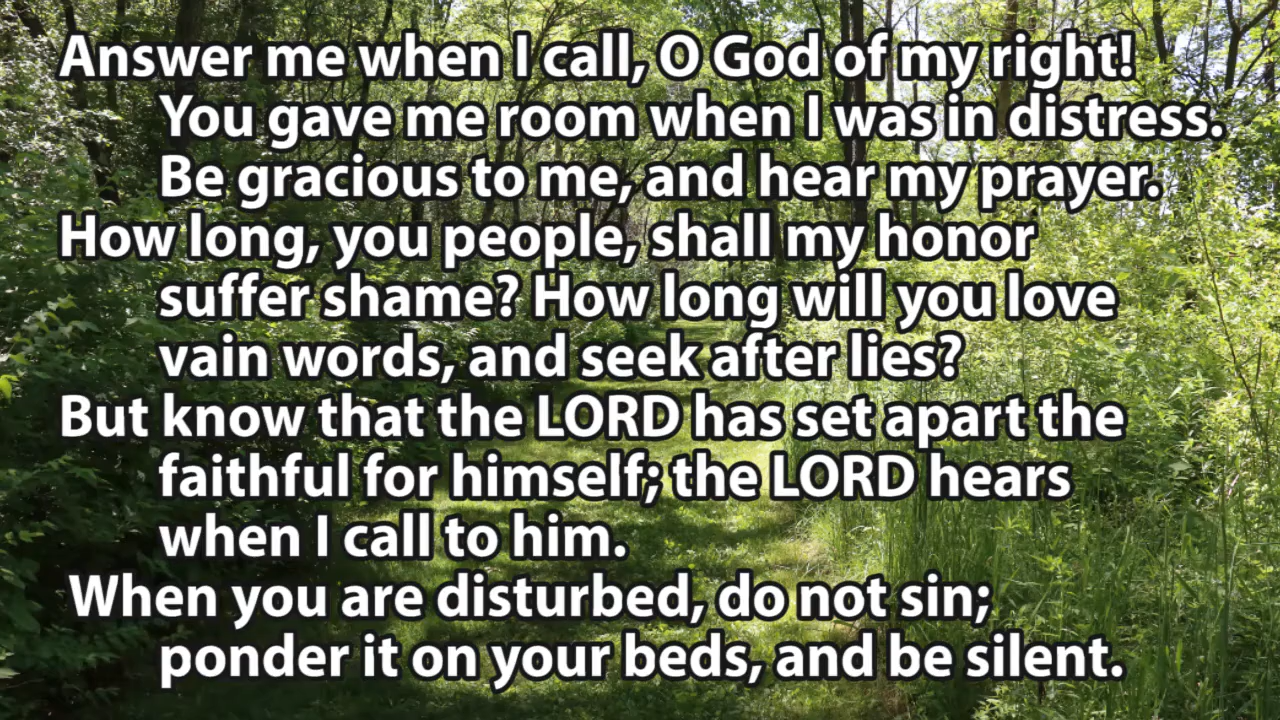 Answer me when I call, O God of my right!
You gave me room when I was in distress.
Be gracious to me, and hear my prayer.
How long, you people, shall my honor
suffer shame? How long will you love
vain words, and seek after lies?
But know that the LORD has set apart the
faithful for himself; the LORD hears
when I call to him.
When you are disturbed, do not sin;
ponder it on your beds, and be silent.